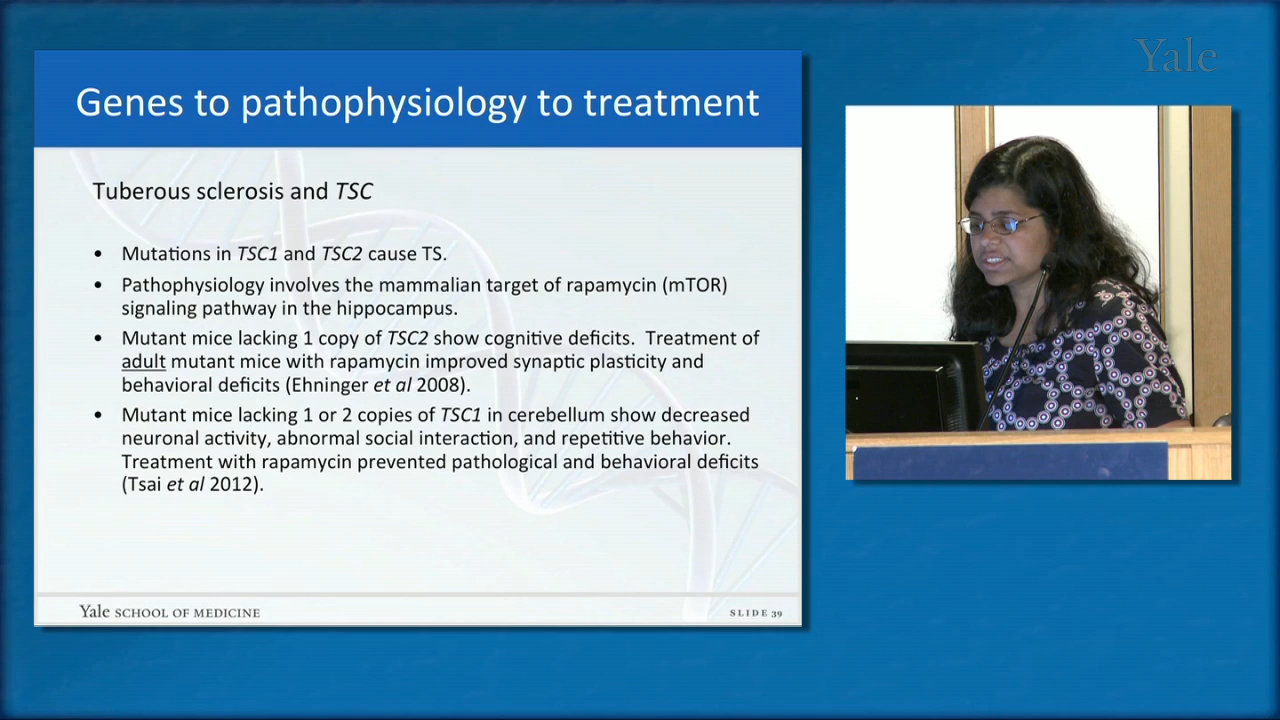 Yale
Genes to pathophysiology to treatment
Tuberous sclerosis and TSC
• Mutations in TSC1 and TSC2 cause TS.
• Pathophysiology involves the mammalian target of rapamycin (mTOR)
signaling pathway in the hippocampus.
• Mutant mice lacking 1 copy of TSC2 show cognitive deficits. Treatment of
adult mutant mice with rapamycin improved synaptic plasticity and
behavioral deficits (Ehninger et al 2008).
• Mutant mice lacking 1 or 2 copies of TSC1 in cerebellum show decreased
neuronal activity, abnormal social interaction, and repetitive behavior.
Treatment with rapamycin prevented pathological and behavioral deficits
(Tsai et al 2012).
Yale SCHOOL OF MEDICINE
SLIDE 39